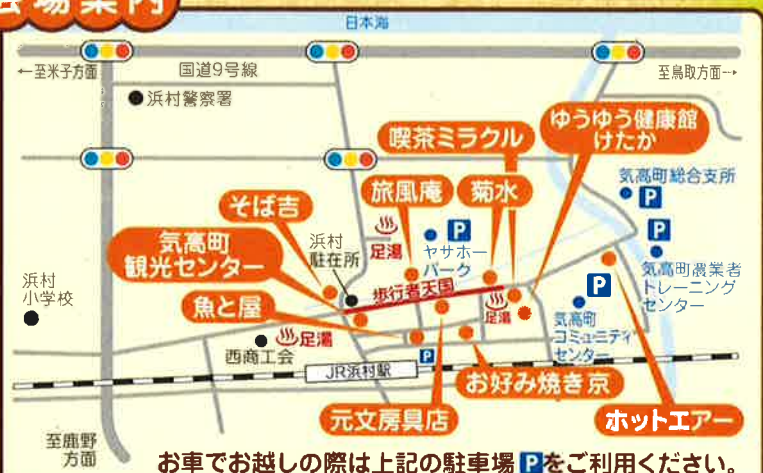 会場案内
日本海
←至米子方面
国道9号線
至鳥取方面→
浜村警察署
喫茶ミラクル
ゆうゆう健康館
けたか
気高町総合支所
P
そば吉
旅風庵
菊水
P
P
足湯
ヤサホー
パーク
気高町
観光センター
浜村
駐在所
気高町農業者
トレーニング
センター
歩行者天国
浜村
小学校
魚と屋
足湯
P
気高町
コミュニティ
センター
足湯
西商工会
P
JR浜村駅
お好み焼き京
元文房具店
ホットエアー
至鹿野
方面
お車でお越しの際は上記の駐車場Pをご利用ください。